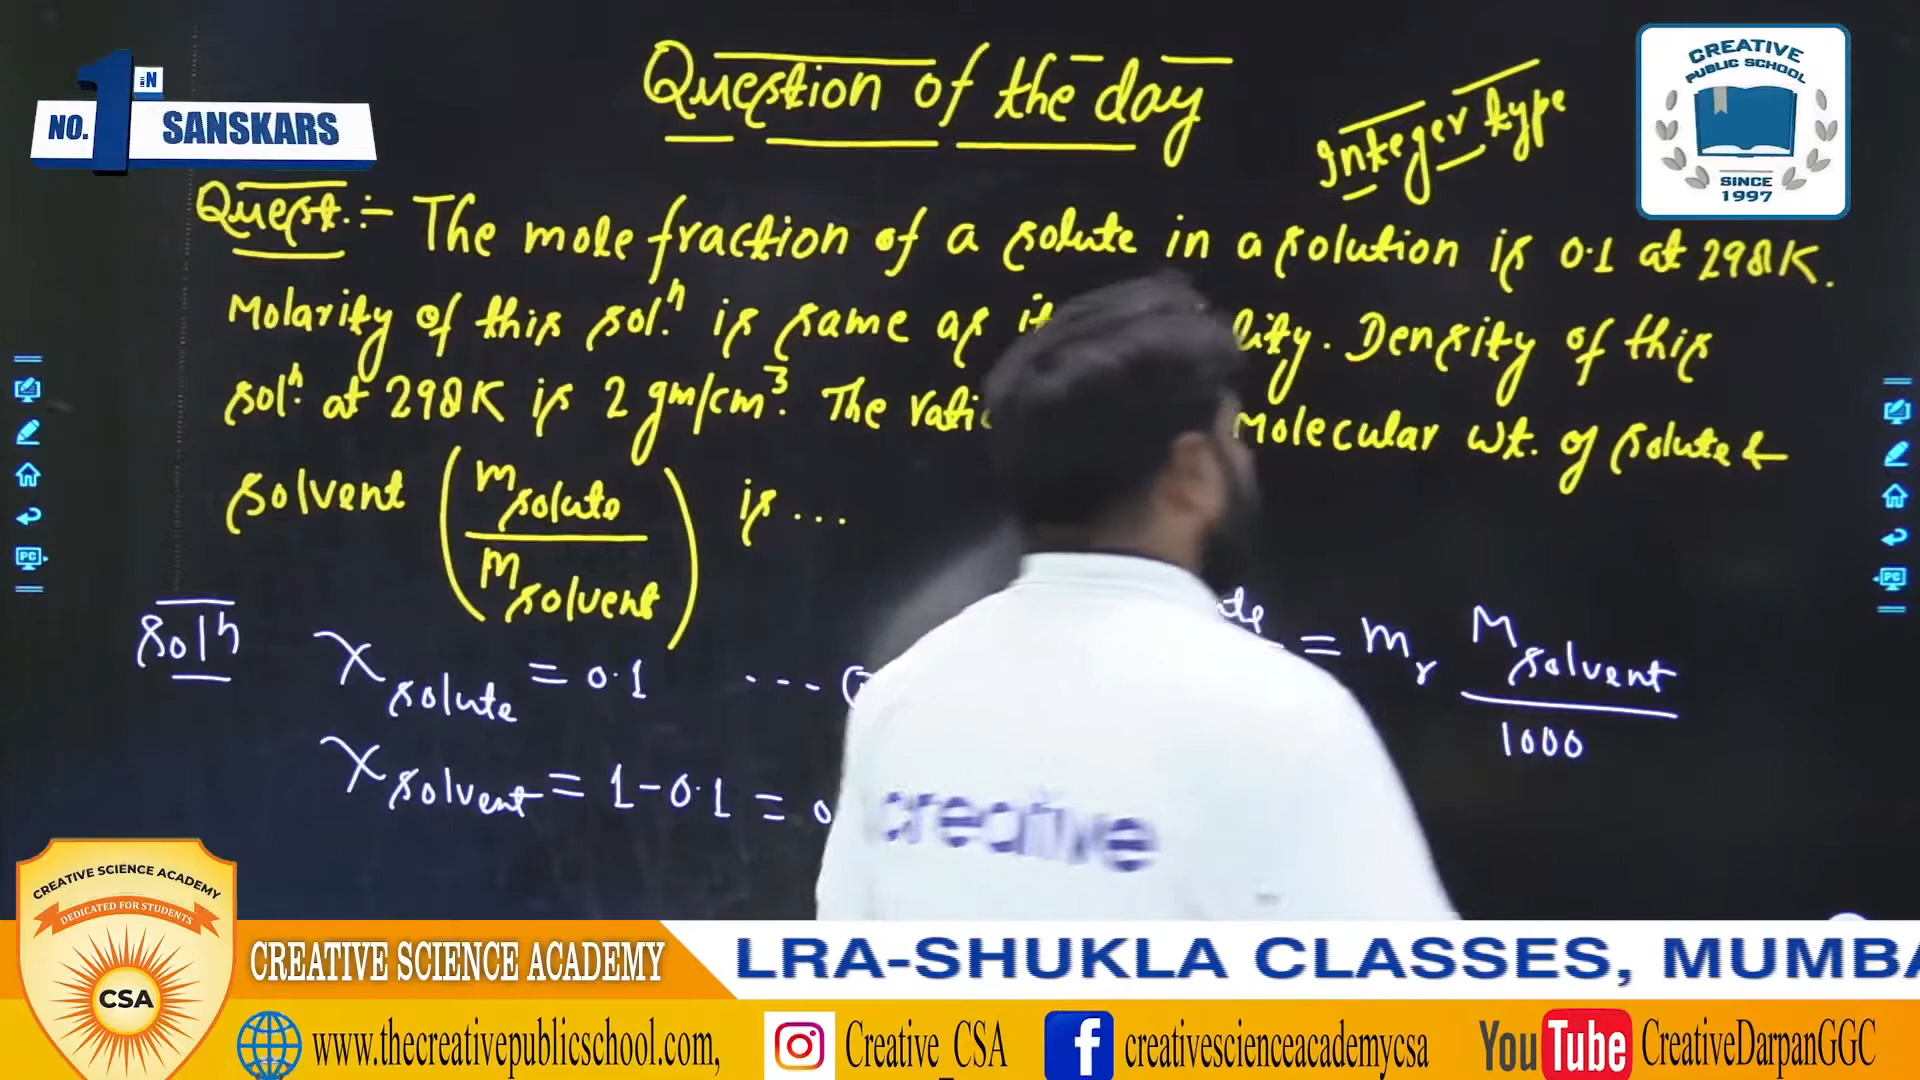 Question of the day
Integer type
NO. 1 IN SANSKARS
CREATIVE
PUBLIC SCHOOL
SINCE
1997
Quest. :- The mole fraction of a solute in a solution is 0.1 at 298K.
Molarity of this sol.n is same as lity. Density of this
sol.n at 298K is 2 gm/cm3. The molecular wt. of solute &
solvent (Msolute / Msolvent) is ...
soln
Xsolute = 0.1 ---
= mr Msolvent / 1000
Xsolvent = 1-0.1 =
creative
CREATIVE SCIENCE ACADEMY
DEDICATED FOR STUDENTS
CSA
CREATIVE SCIENCE ACADEMY
LRA-SHUKLA CLASSES, MUMBA
www.thecreativepublicschool.com,
Creative_CSA
creativescienceacademycsa
YouTube CreativeDarpanGGC
PC
PC